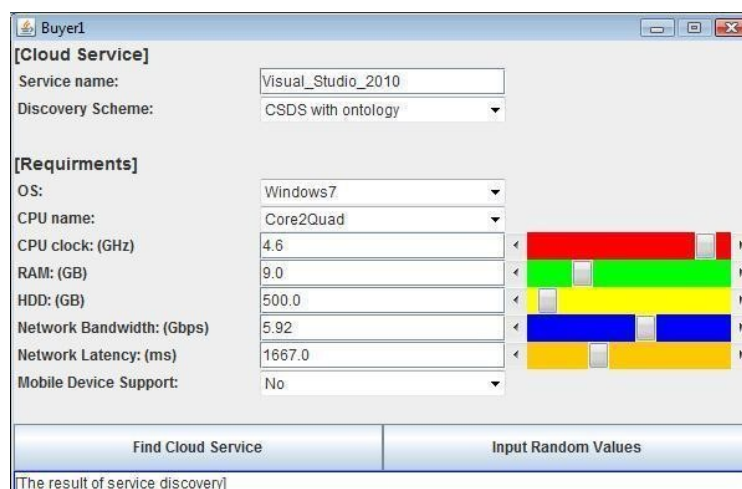 Buyer1
[Cloud Service]
Service name: Visual_Studio_2010
Discovery Scheme: CSDS with ontology
[Requirments]
OS: Windows7
CPU name: Core2Quad
CPU clock: (GHz) 4.6
RAM: (GB) 9.0
HDD: (GB) 500.0
Network Bandwidth: (Gbps) 5.92
Network Latency: (ms) 1667.0
Mobile Device Support: No
Find Cloud Service Input Random Values
[The result of service discovery]